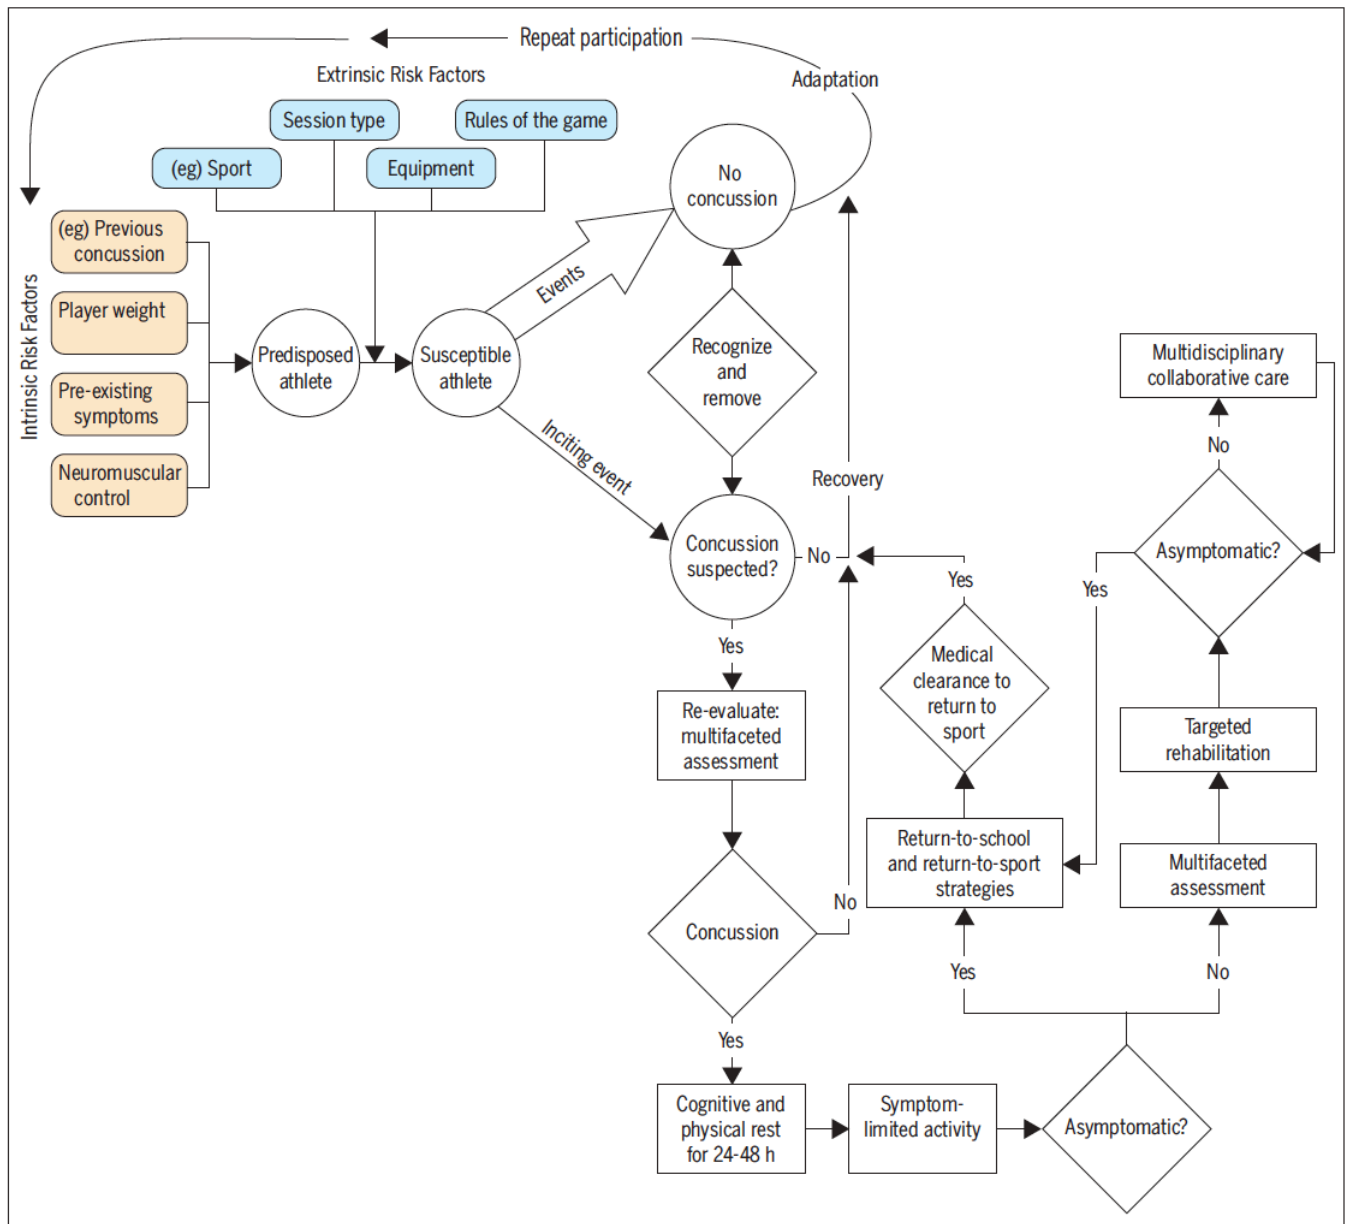 Repeat participation
Adaptation
Extrinsic Risk Factors
Session type
Rules of the game
(eg) Sport
Equipment
No
concussion
Intrinsic Risk Factors
(eg) Previous
concussion
Player weight
Pre-existing
symptoms
Neuromuscular
control
Predisposed
athlete
Susceptible
athlete
Events
Inciting event
Recognize
and
remove
Recovery
Concussion
suspected?
No
Yes
Re-evaluate:
multifaceted
assessment
Concussion
No
Yes
Cognitive and
physical rest
for 24-48 h
Symptom-
limited activity
Asymptomatic?
Yes
No
Return-to-school
and return-to-sport
strategies
Medical
clearance to
return to
sport
Yes
Multifaceted
assessment
Targeted
rehabilitation
Asymptomatic?
Yes
No
Multidisciplinary
collaborative care